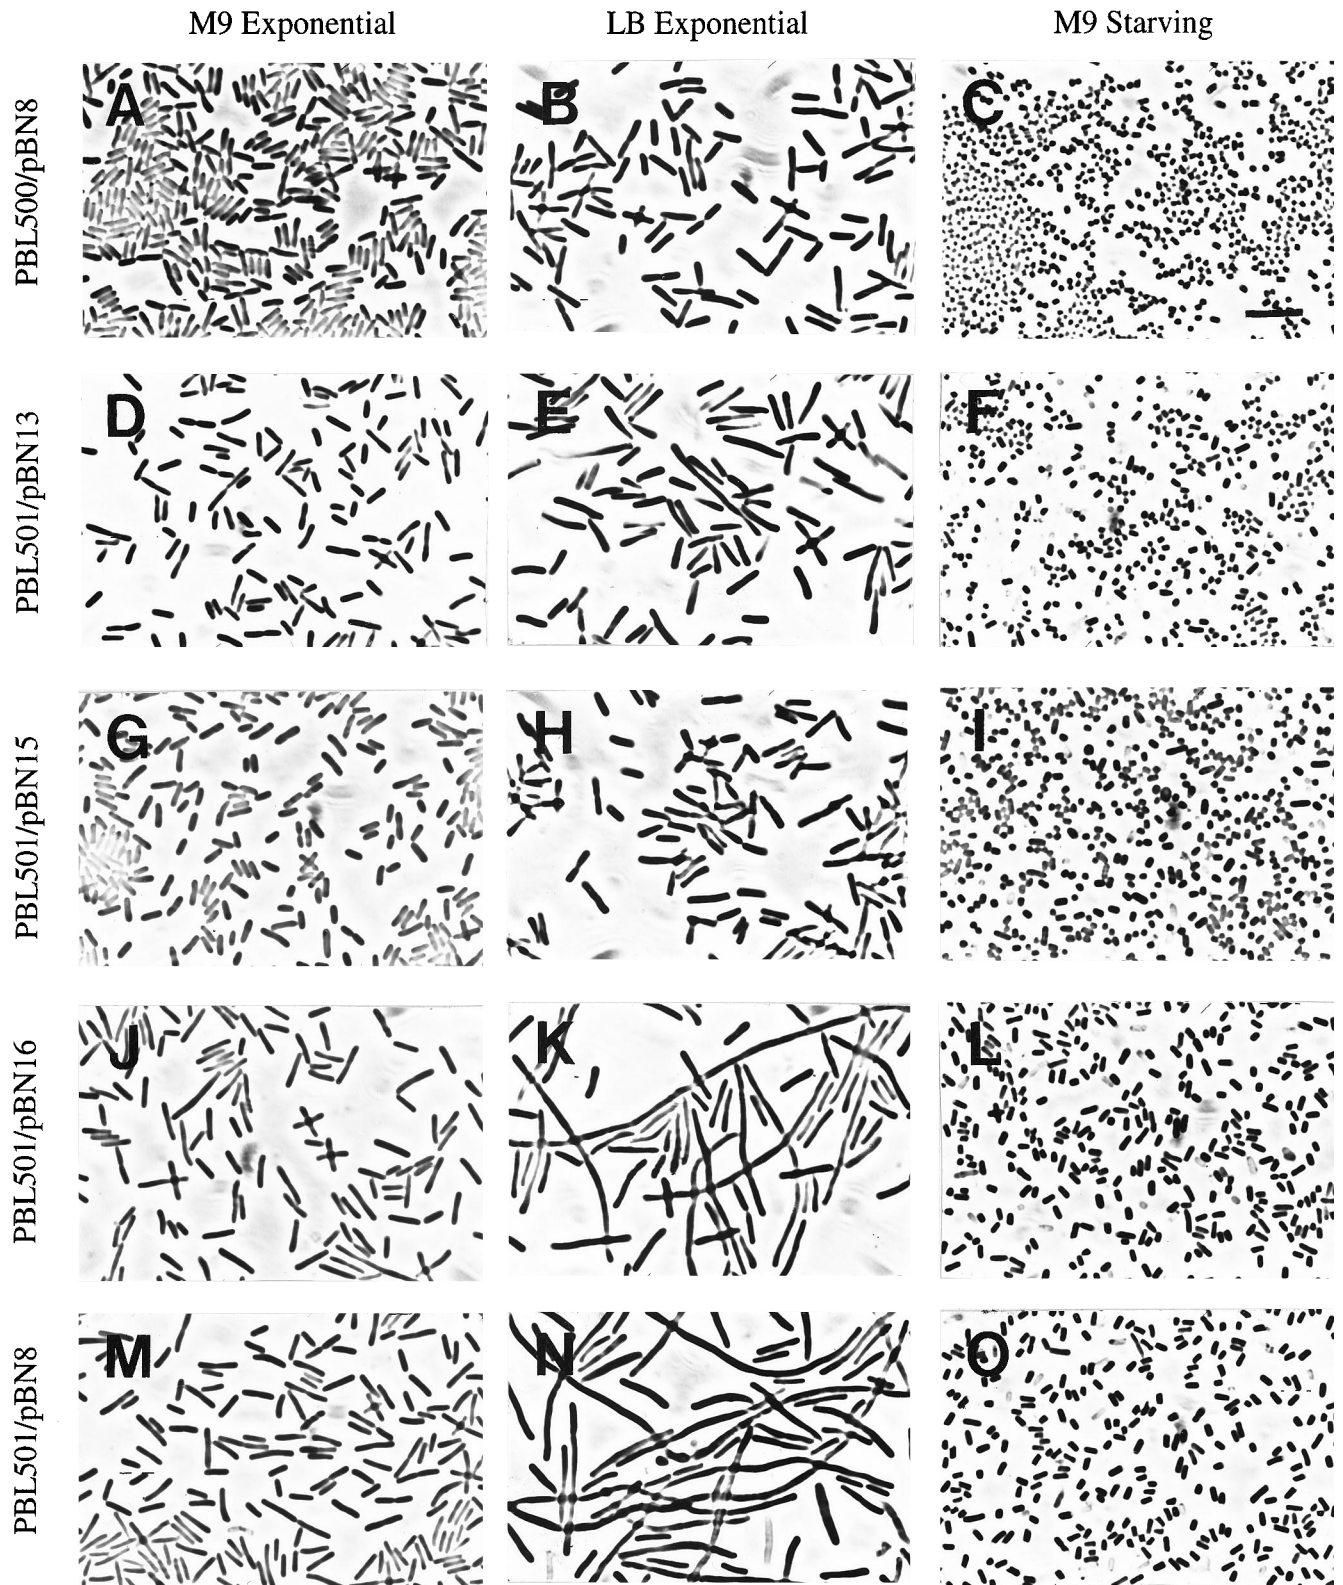 M9 Exponential LB Exponential M9 Starving
PBL500/pBN8
A B C
PBL501/pBN13
D E F
PBL501/pBN15
G H I
PBL501/pBN16
J K L
PBL501/pBN8
M N O